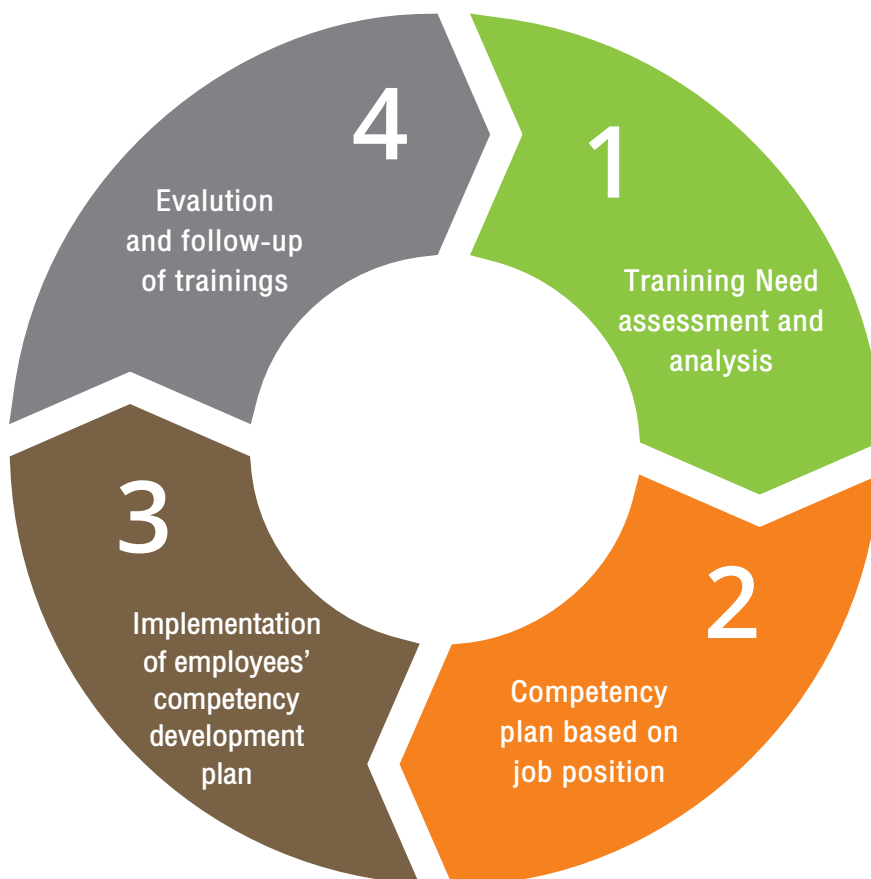 1
Tranining Need
assessment and
analysis
2
Competency
plan based on
job position
3
Implementation
of employees’
competency
development
plan
4
Evalution
and follow-up
of trainings